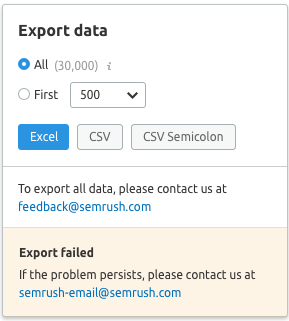 Export data
All (30,000) i
First 500
Excel CSV CSV Semicolon
To export all data, please contact us at
feedback@semrush.com
Export failed
If the problem persists, please contact us at
semrush-email@semrush.com